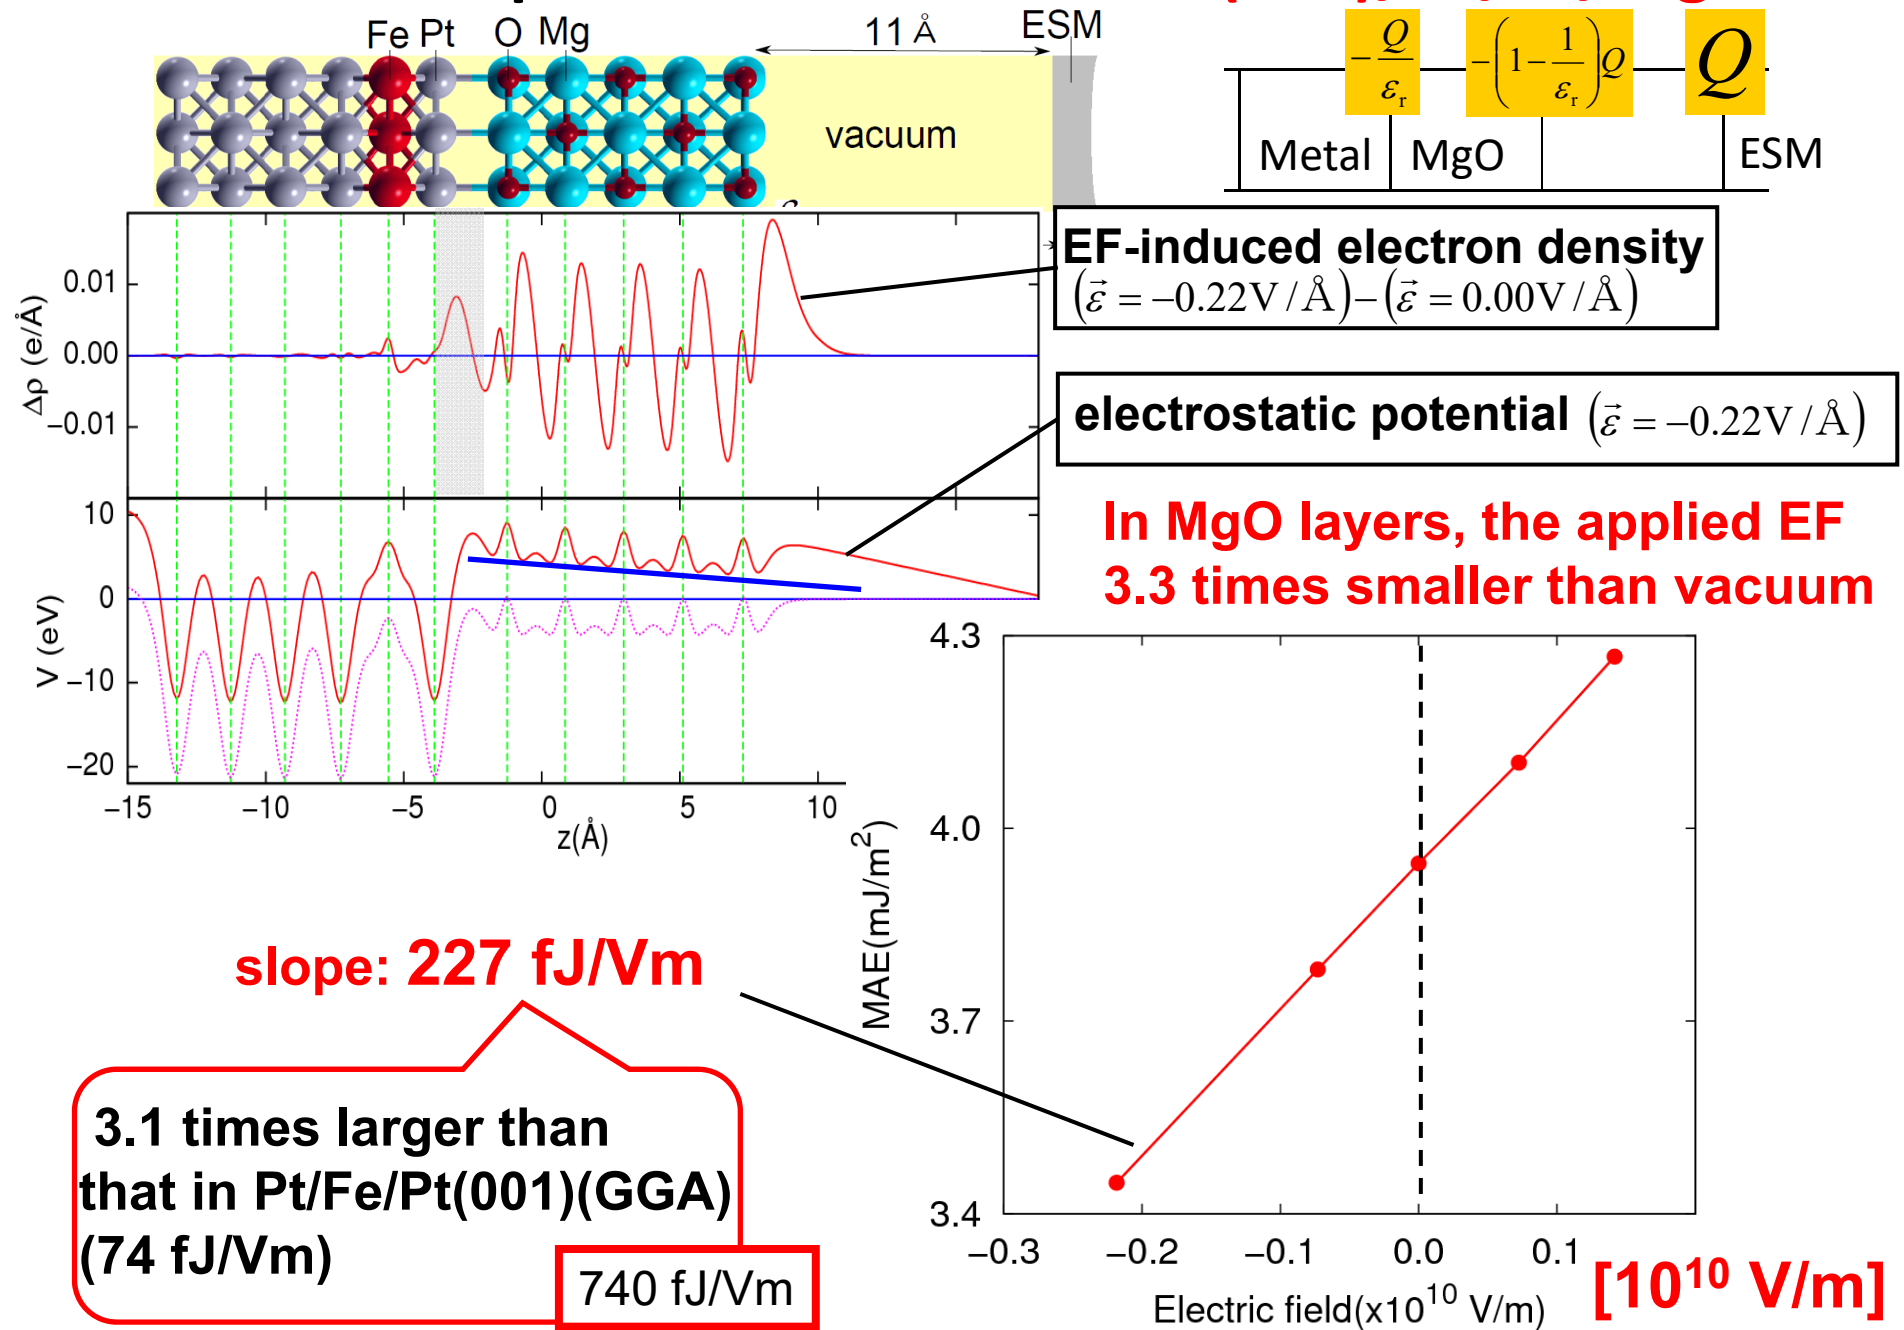 Fe Pt O Mg 11 Å ESM
vacuum
−Q/εr −(1−1/εr)Q Q
Metal MgO ESM
EF-induced electron density
(ε⃗ = −0.22V/Å)−(ε⃗ = 0.00V/Å)
0.01
0.00
−0.01
Δρ (e/Å)
electrostatic potential (ε⃗ = −0.22V/Å)
10
0
−10
−20
V (eV)
−15 −10 −5 0 5 10
z(Å)
In MgO layers, the applied EF
3.3 times smaller than vacuum
4.3
4.0
3.7
3.4
MAE(mJ/m²)
−0.3 −0.2 −0.1 0.0 0.1
Electric field(x10¹⁰ V/m)
[10¹⁰ V/m]
slope: 227 fJ/Vm
3.1 times larger than
that in Pt/Fe/Pt(001)(GGA)
(74 fJ/Vm)
740 fJ/Vm